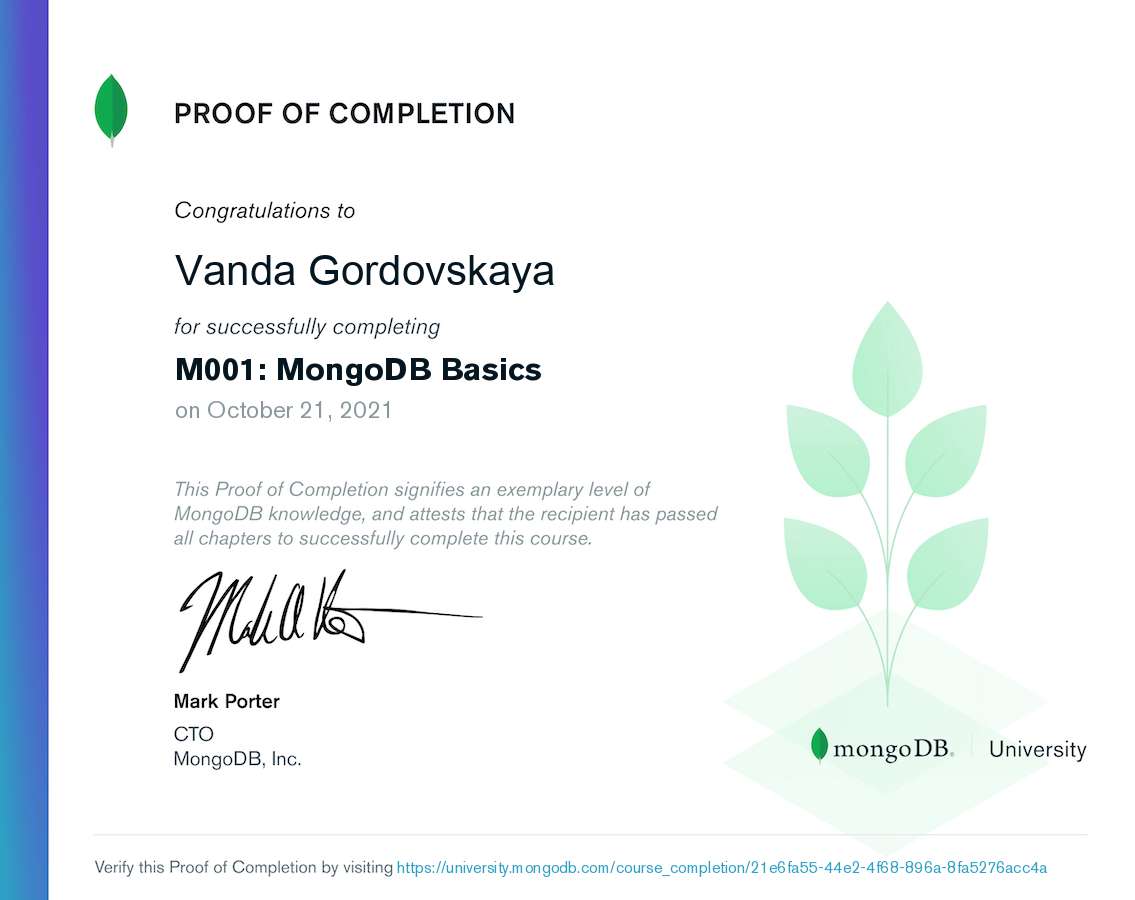 PROOF OF COMPLETION
Congratulations to
Vanda Gordovskaya
for successfully completing
M001: MongoDB Basics
on October 21, 2021
This Proof of Completion signifies an exemplary level of
MongoDB knowledge, and attests that the recipient has passed
all chapters to successfully complete this course.
Mark Porter
CTO
MongoDB, Inc.
mongoDB® University
Verify this Proof of Completion by visiting https://university.mongodb.com/course_completion/21e6fa55-44e2-4f68-896a-8fa5276acc4a